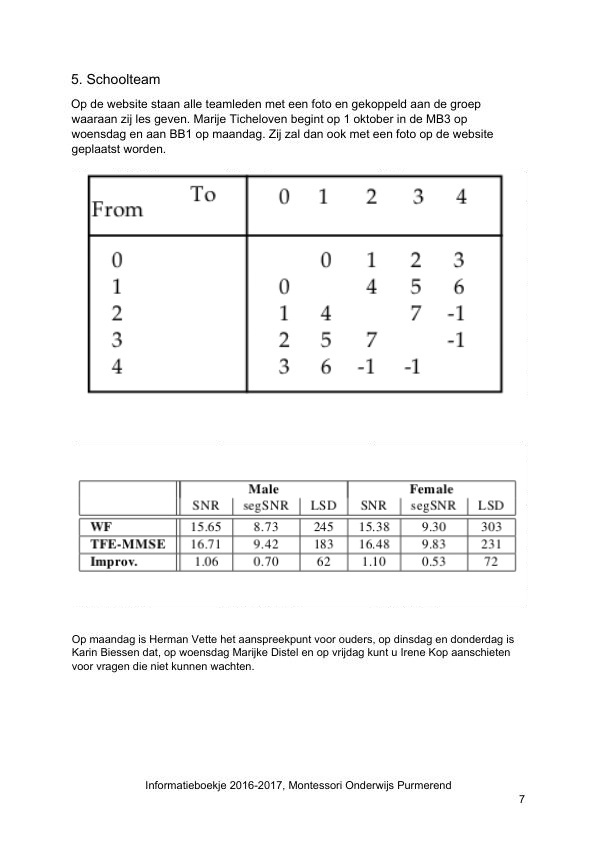 5. Schoolteam
Op de website staan alle teamleden met een foto en gekoppeld aan de groep
waaraan zij les geven. Marije Ticheloven begint op 1 oktober in de MB3 op
woensdag en aan BB1 op maandag. Zij zal dan ook met een foto op de website
geplaatst worden.
From To 0 1 2 3 4
0 0 1 2 3
1 0 4 5 6
2 1 4 7 -1
3 2 5 7 -1
4 3 6 -1 -1
Male Female
SNR segSNR LSD SNR segSNR LSD
WF 15.65 8.73 245 15.38 9.30 303
TFE-MMSE 16.71 9.42 183 16.48 9.83 231
Improv. 1.06 0.70 62 1.10 0.53 72
Op maandag is Herman Vette het aanspreekpunt voor ouders, op dinsdag en donderdag is
Karin Biessen dat, op woensdag Marijke Distel en op vrijdag kunt u Irene Kop aanschieten
voor vragen die niet kunnen wachten.
Informatieboekje 2016-2017, Montessori Onderwijs Purmerend
7